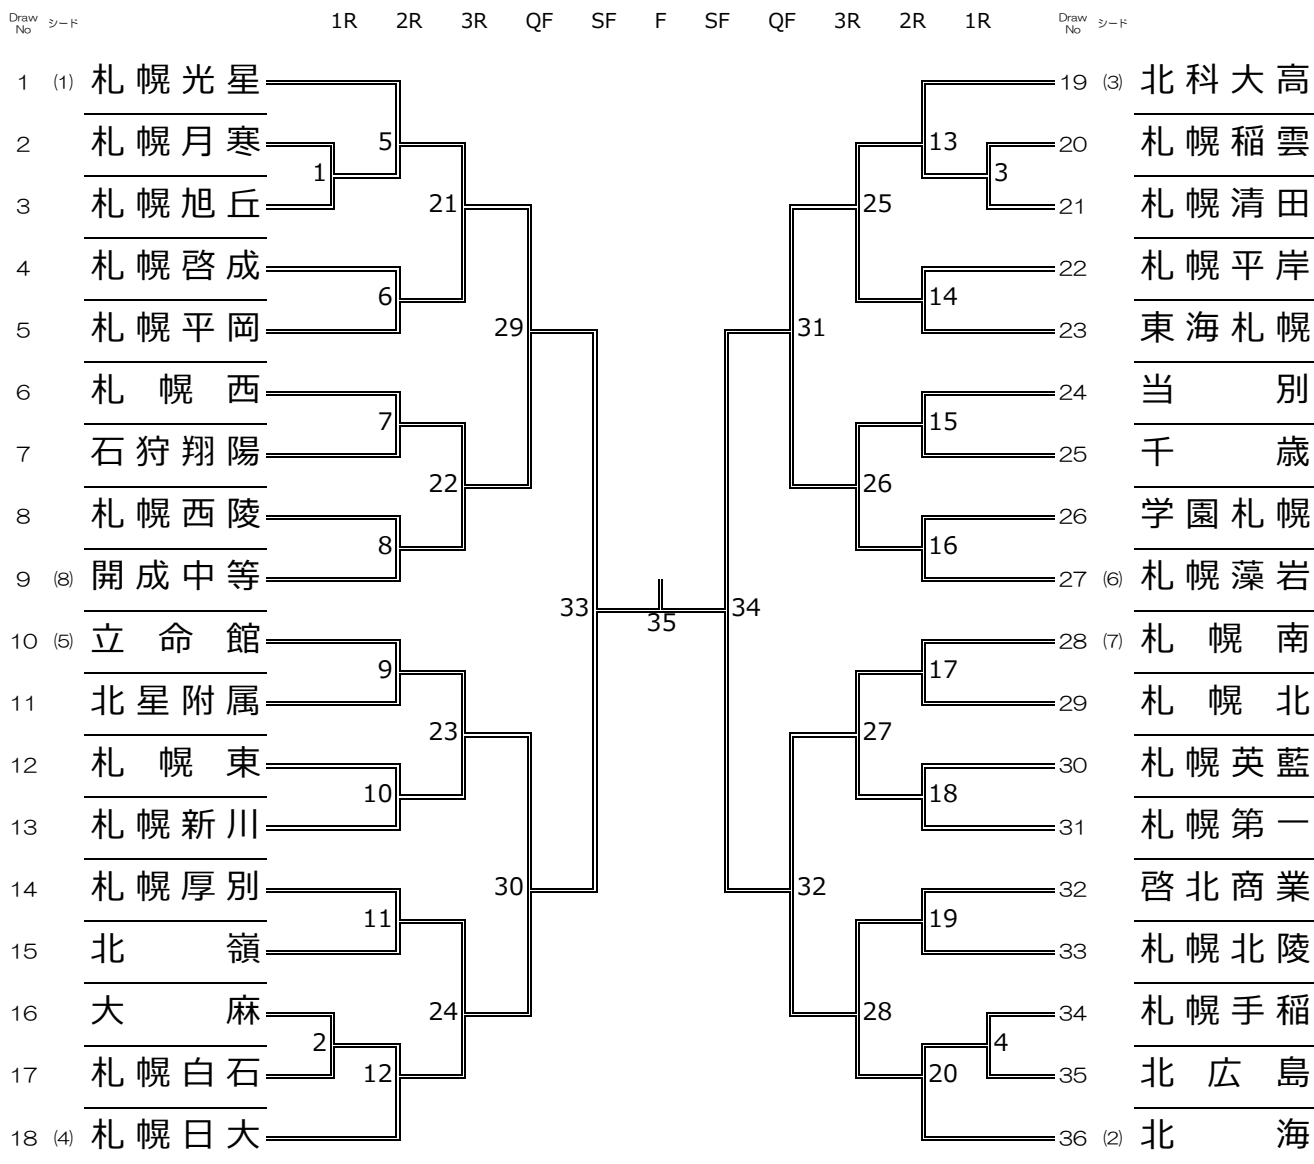 Draw No シード 1R 2R 3R QF SF F SF QF 3R 2R 1R Draw No シード
1 (1) 札幌光星 19 (3) 北科大高
2 札幌月寒 5 13 20 札幌稲雲
1 3
3 札幌旭丘 21 25 21 札幌清田
4 札幌啓成 22 札幌平岸
6 14
5 札幌平岡 29 31 23 東海札幌
6 札幌西 24 当別
7 15
7 石狩翔陽 25 千歳
22 26
8 札幌西陵 26 学園札幌
8 16
9 (8) 開成中等 27 (6) 札幌藻岩
33 35 34
10 (5) 立命館 28 (7) 札幌南
9 17
11 北星附属 29 札幌北
23 27
12 札幌東 30 札幌英藍
10 18
13 札幌新川 31 札幌第一
14 札幌厚別 30 32 32 啓北商業
11 19
15 北嶺 33 札幌北陵
16 大麻 24 28 34 札幌手稲
2 4
17 札幌白石 12 20 35 北広島
18 (4) 札幌日大 36 (2) 北海